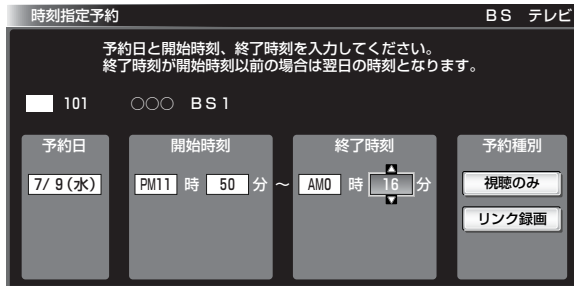 時刻指定予約 BS テレビ
予約日と開始時刻、終了時刻を入力してください。
終了時刻が開始時刻以前の場合は翌日の時刻となります。
101 ○○○ BS1
予約日 開始時刻 終了時刻 予約種別
7/ 9(水) PM11 時 50 分 ~ AM0 時 16 分 視聴のみ
リンク録画